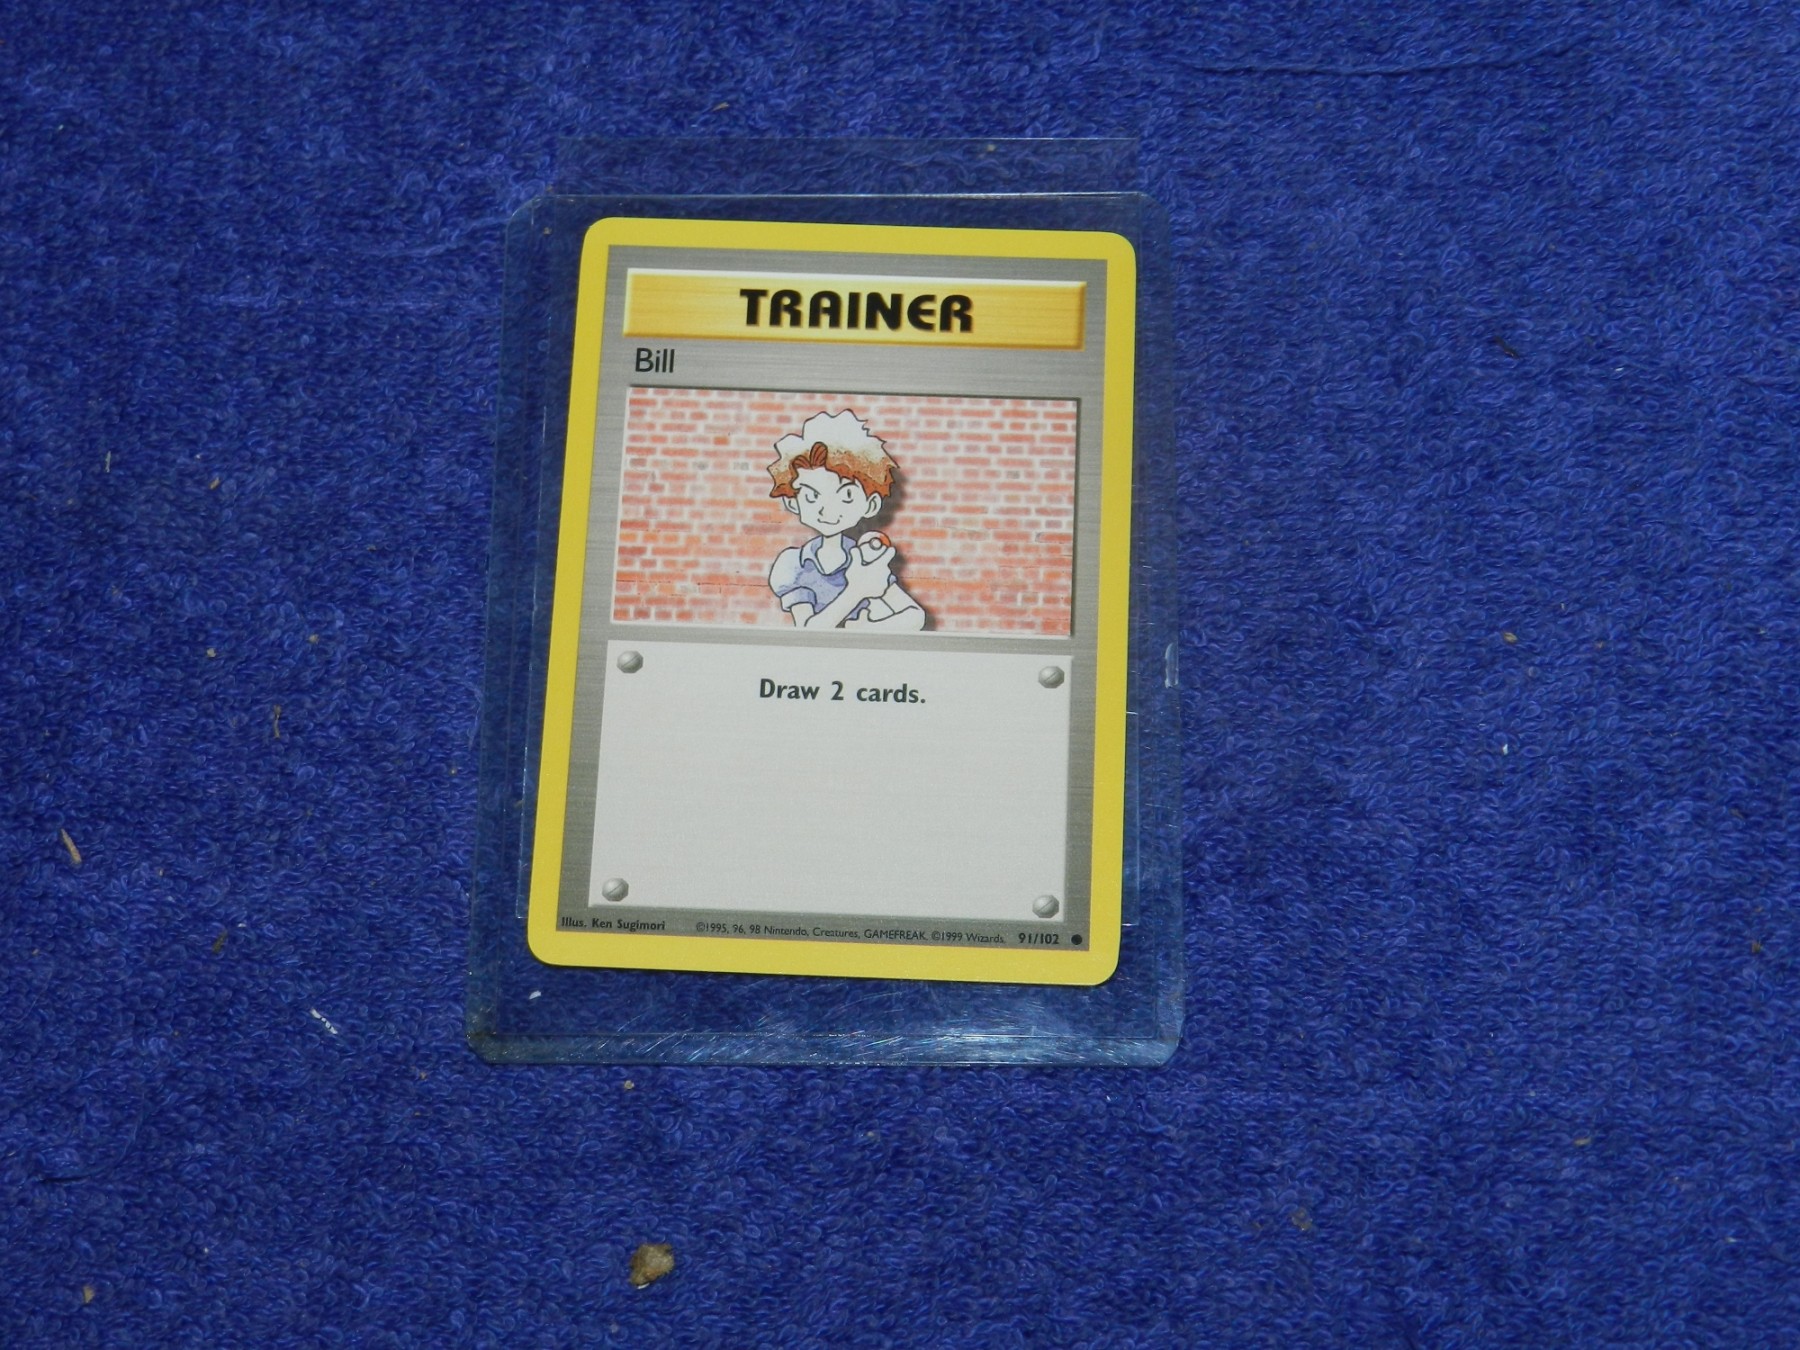 TRAINER
Bill
Draw 2 cards.
Illus. Ken Sugimori ©1995, 96, 98 Nintendo, Creatures, GAMEFREAK. ©1999 Wizards. 91/102